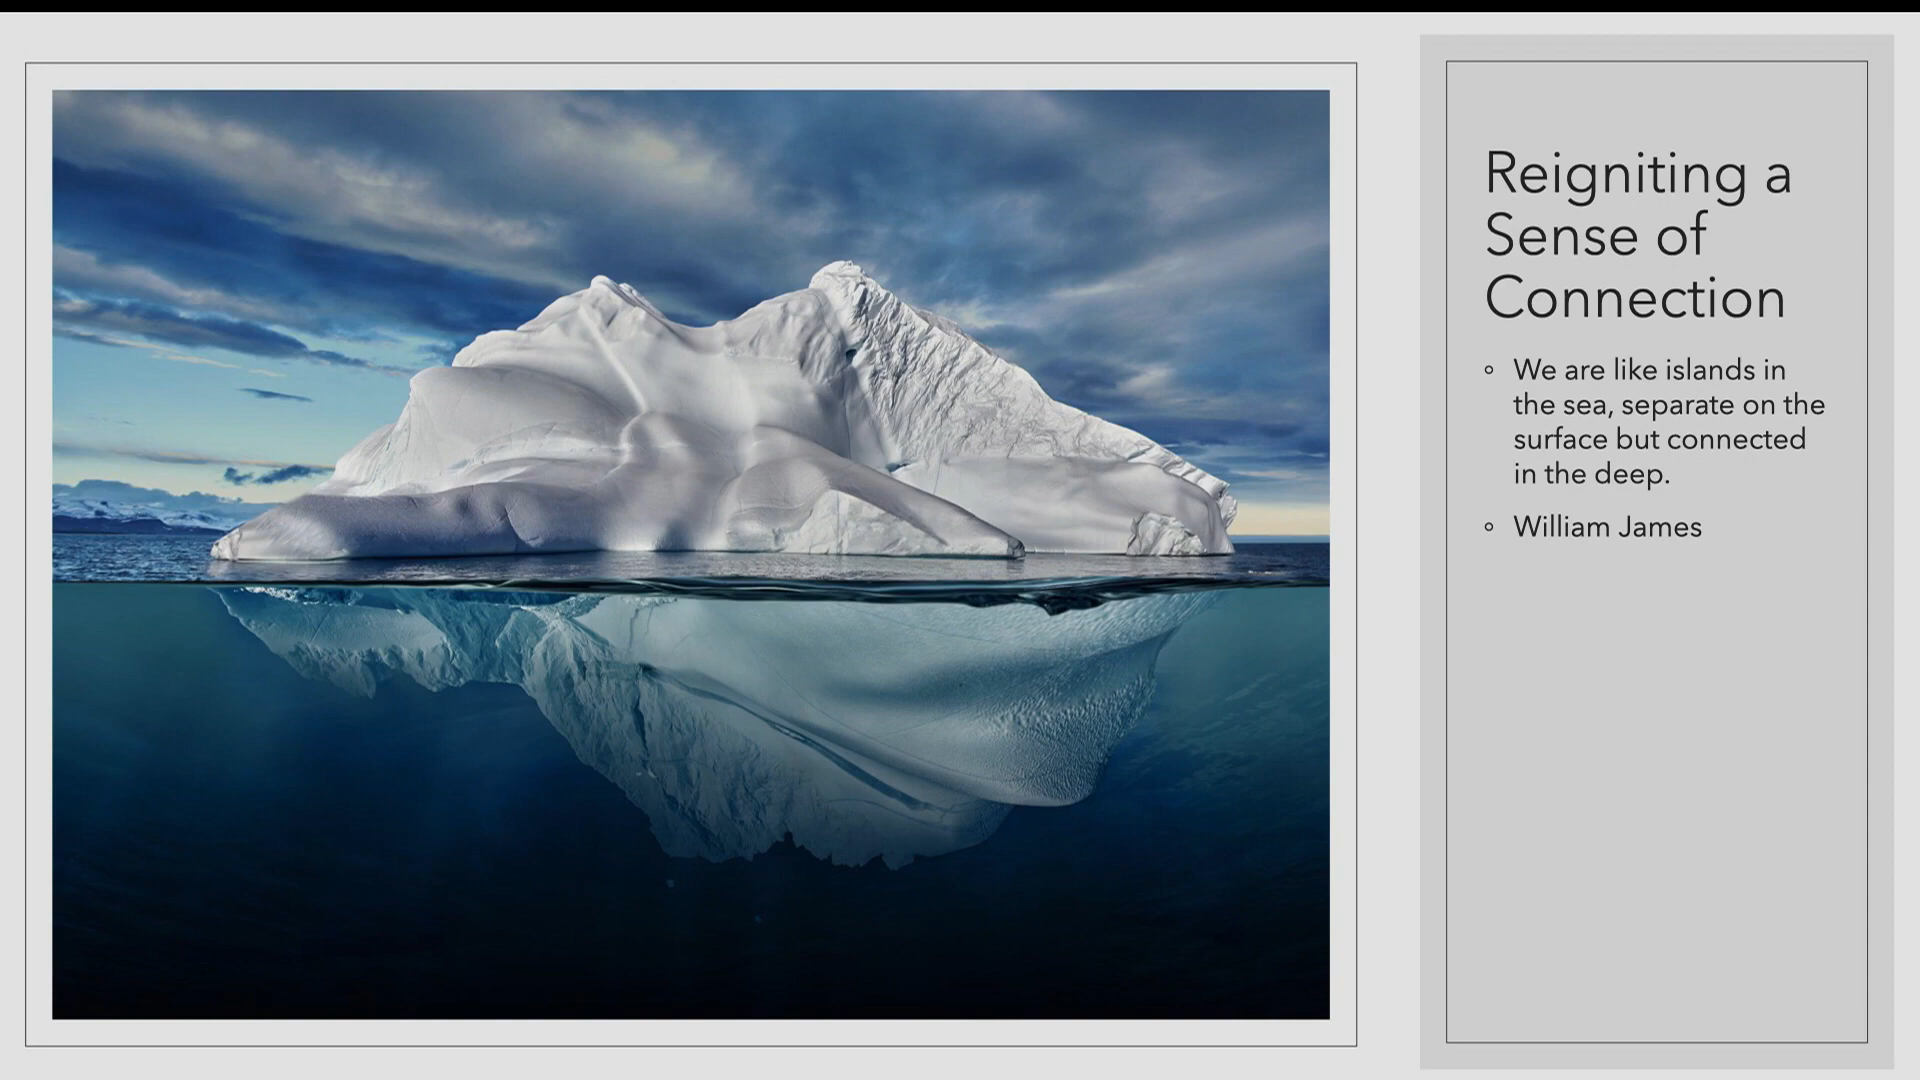 Reigniting a
Sense of
Connection
◦ We are like islands in
the sea, separate on the
surface but connected
in the deep.
◦ William James